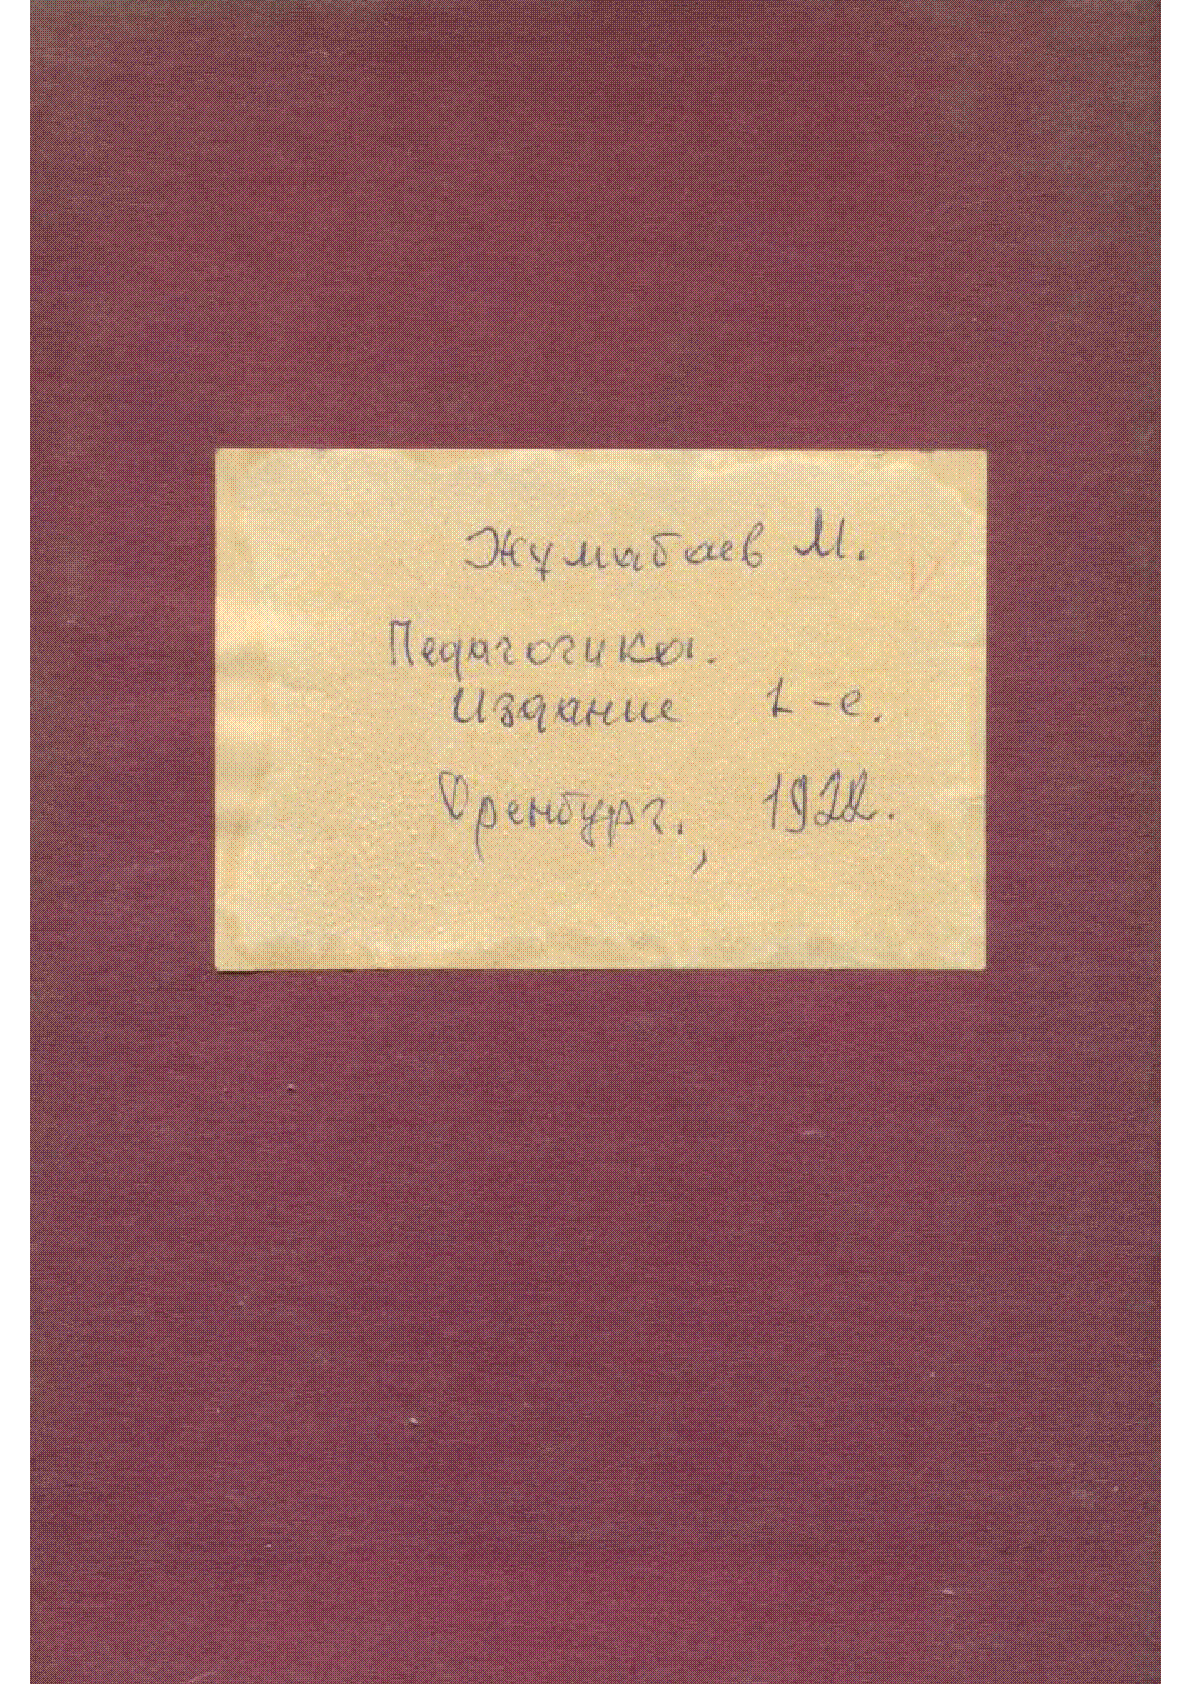 Жумабаев М.
Педагогика.
Издание 1-е.
Оренбург., 1922.